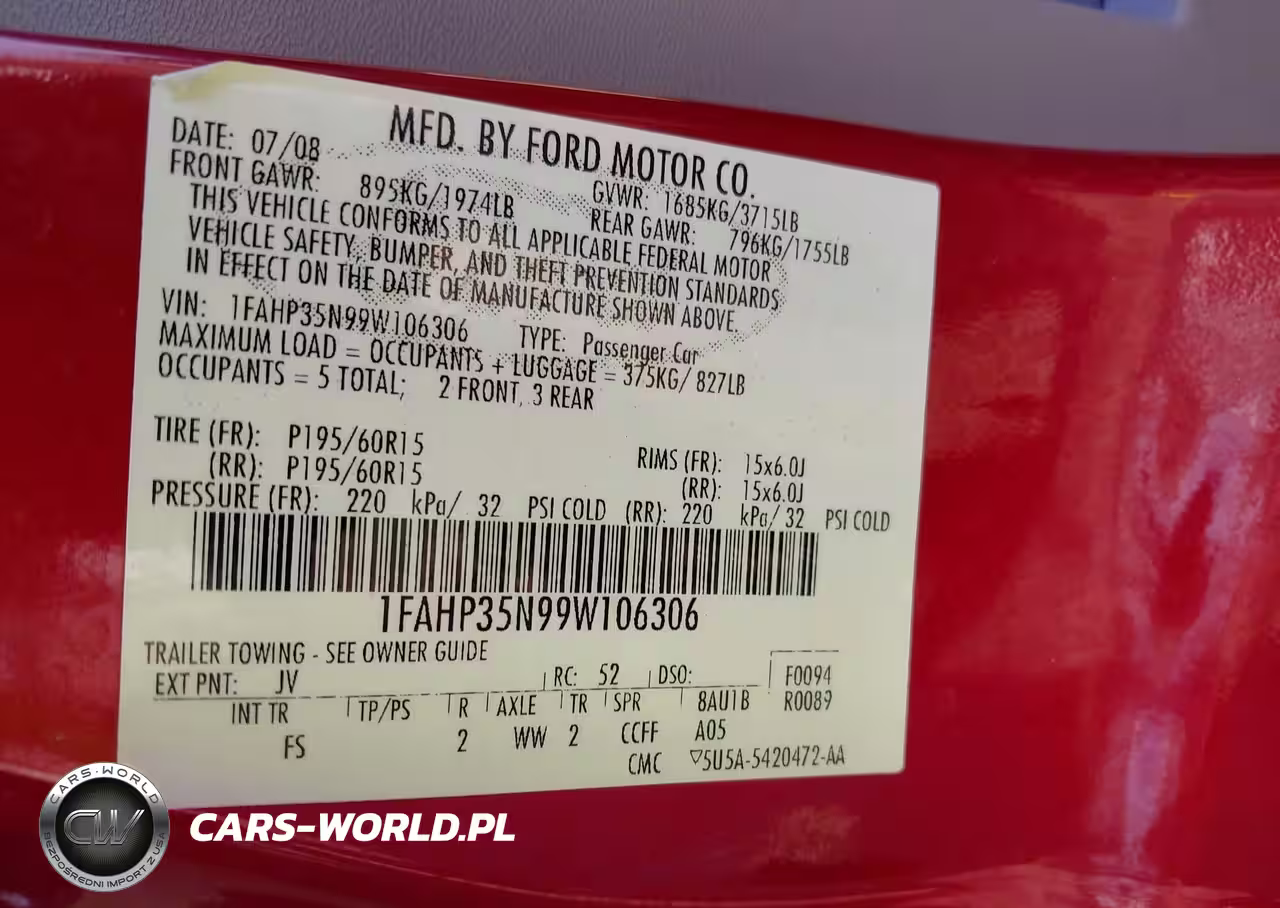 MFD. BY FORD MOTOR CO.
DATE: 07/08 GVWR: 1685KG/3715LB
FRONT GAWR: 895KG/1974LB REAR GAWR: 796KG/1755LB
THIS VEHICLE CONFORMS TO ALL APPLICABLE FEDERAL MOTOR
VEHICLE SAFETY, BUMPER, AND THEFT PREVENTION STANDARDS
IN EFFECT ON THE DATE OF MANUFACTURE SHOWN ABOVE.
VIN: 1FAHP35N99W106306 TYPE: Passenger Car
MAXIMUM LOAD = OCCUPANTS + LUGGAGE = 375KG/ 827LB
OCCUPANTS = 5 TOTAL; 2 FRONT, 3 REAR
TIRE (FR): P195/60R15 RIMS (FR): 15x6.0J
(RR): P195/60R15 (RR): 15x6.0J
PRESSURE (FR): 220 kPa/ 32 PSI COLD (RR): 220 kPa/ 32 PSI COLD
1FAHP35N99W106306
TRAILER TOWING - SEE OWNER GUIDE
EXT PNT: JV RC: 52 DSO: F0094
INT TR TP/PS R AXLE TR SPR 8AU1B R0089
FS 2 WW 2 CCFF A05
CMC ▽5U5A-5420472-AA
CARS-WORLD
CW
BEZPOŚREDNI IMPORT Z USA
CARS-WORLD.PL